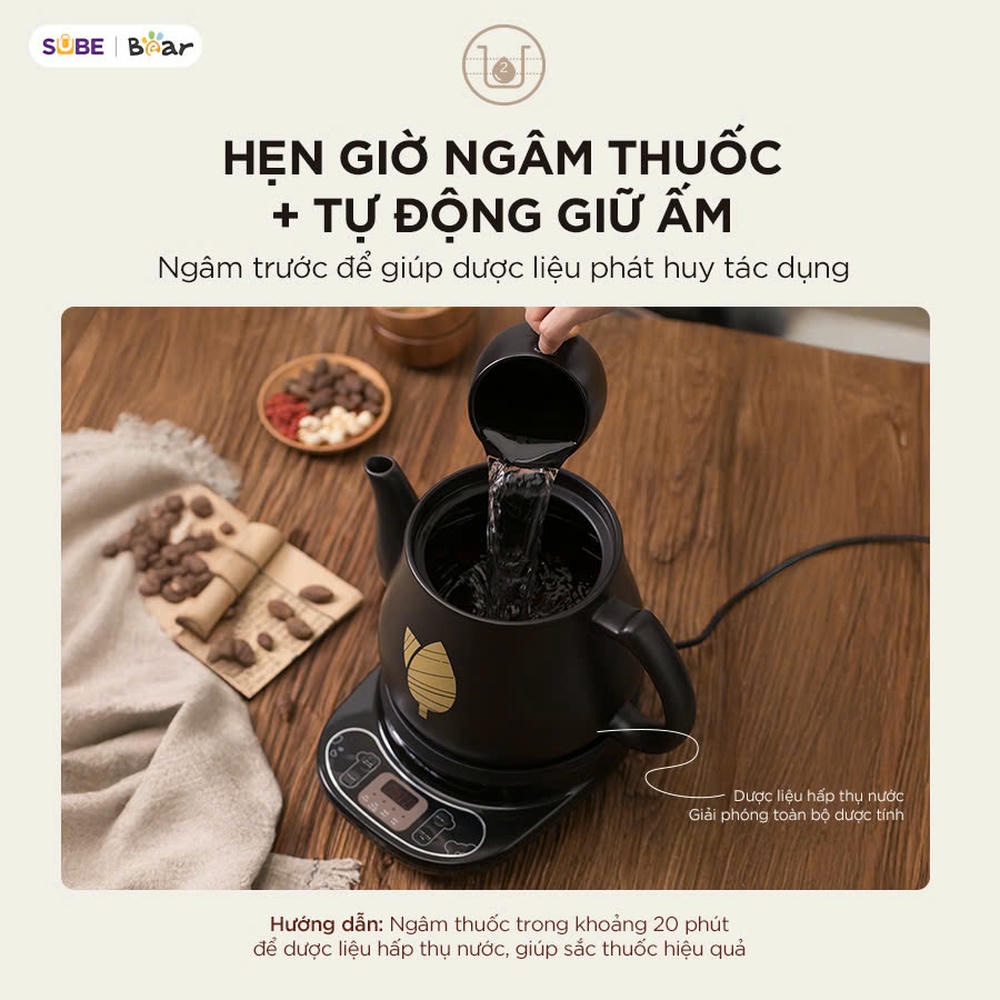 SUBE | Bear
2
HẸN GIỜ NGÂM THUỐC
+ TỰ ĐỘNG GIỮ ẤM
Ngâm trước để giúp dược liệu phát huy tác dụng
Dược liệu hấp thụ nước
Giải phóng toàn bộ dược tính
Hướng dẫn: Ngâm thuốc trong khoảng 20 phút
để dược liệu hấp thụ nước, giúp sắc thuốc hiệu quả